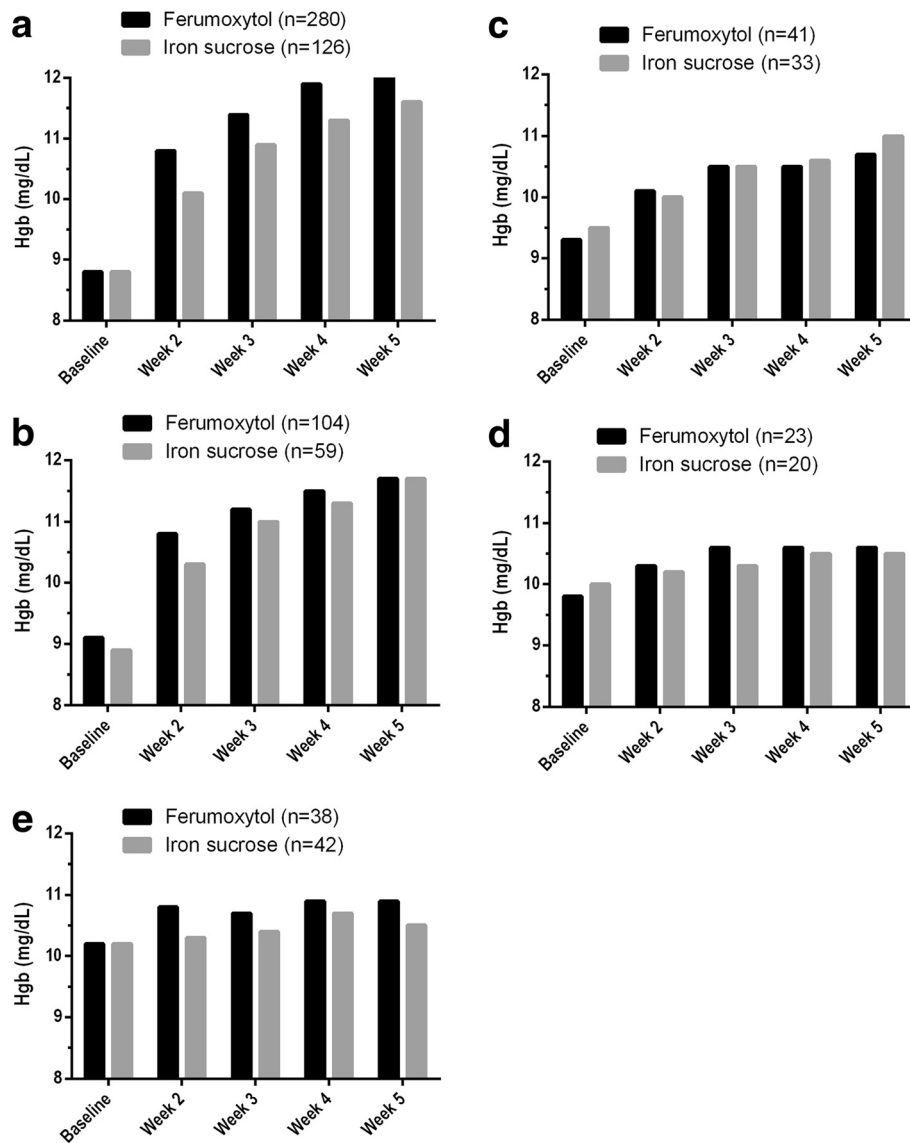 a
Ferumoxytol (n=280)
Iron sucrose (n=126)
12
11
10
9
8
Hgb (mg/dL)
Baseline
Week 2
Week 3
Week 4
Week 5
b
Ferumoxytol (n=104)
Iron sucrose (n=59)
12
11
10
9
8
Hgb (mg/dL)
Baseline
Week 2
Week 3
Week 4
Week 5
e
Ferumoxytol (n=38)
Iron sucrose (n=42)
12
11
10
9
8
Hgb (mg/dL)
Baseline
Week 2
Week 3
Week 4
Week 5
c
Ferumoxytol (n=41)
Iron sucrose (n=33)
12
11
10
9
8
Hgb (mg/dL)
Baseline
Week 2
Week 3
Week 4
Week 5
d
Ferumoxytol (n=23)
Iron sucrose (n=20)
12
11
10
9
8
Hgb (mg/dL)
Baseline
Week 2
Week 3
Week 4
Week 5